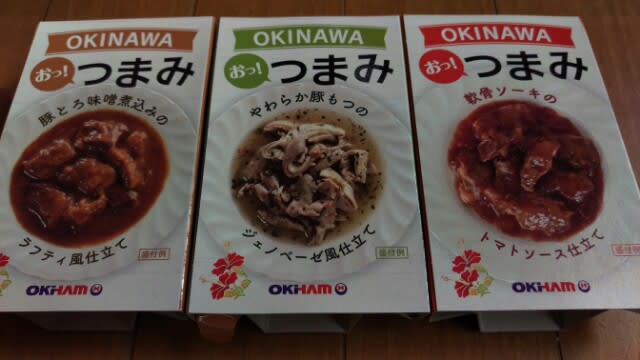 OKINAWA
おっ!
つまみ
豚とろ味噌煮込みの
ラフティ風仕立て
盛付例
OKIHAM
OKINAWA
おっ!
つまみ
やわらか豚もつの
ジェノベーゼ風仕立て
盛付例
OKIHAM
OKINAWA
おっ!
つまみ
軟骨ソーキの
トマトソース仕立て
盛付例
OKIHAM